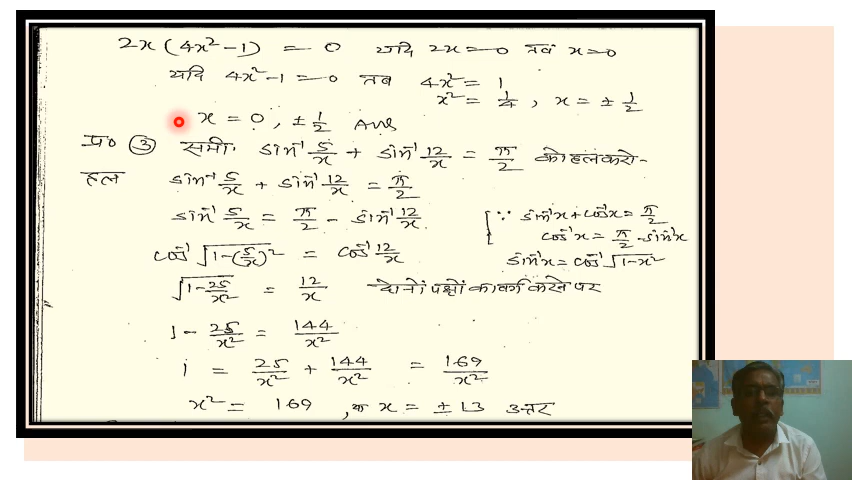 2x(4x²-1) = 0 यदि 2x=0 तब x=0
यदि 4x²-1=0 तब 4x² = 1
x² = 1/4, x = ± 1/2
x = 0, ± 1/2 Ans
प्र० ③ समी. sin⁻¹ 5/x + sin⁻¹ 12/x = π/2 को हल करो-
हल sin⁻¹ 5/x + sin⁻¹ 12/x = π/2
sin⁻¹ 5/x = π/2 - sin⁻¹ 12/x [∵ sin⁻¹x + cos⁻¹x = π/2
cos⁻¹x = π/2 - sin⁻¹x
cos⁻¹ √1-(5/x)² = cos⁻¹ 12/x sin⁻¹x = cos⁻¹ √1-x²
√1-25/x² = 12/x दोनों पक्षों का वर्ग करने पर
1 - 25/x² = 144/x²
1 = 25/x² + 144/x² = 169/x²
x² = 169, x = ± 13 उत्तर